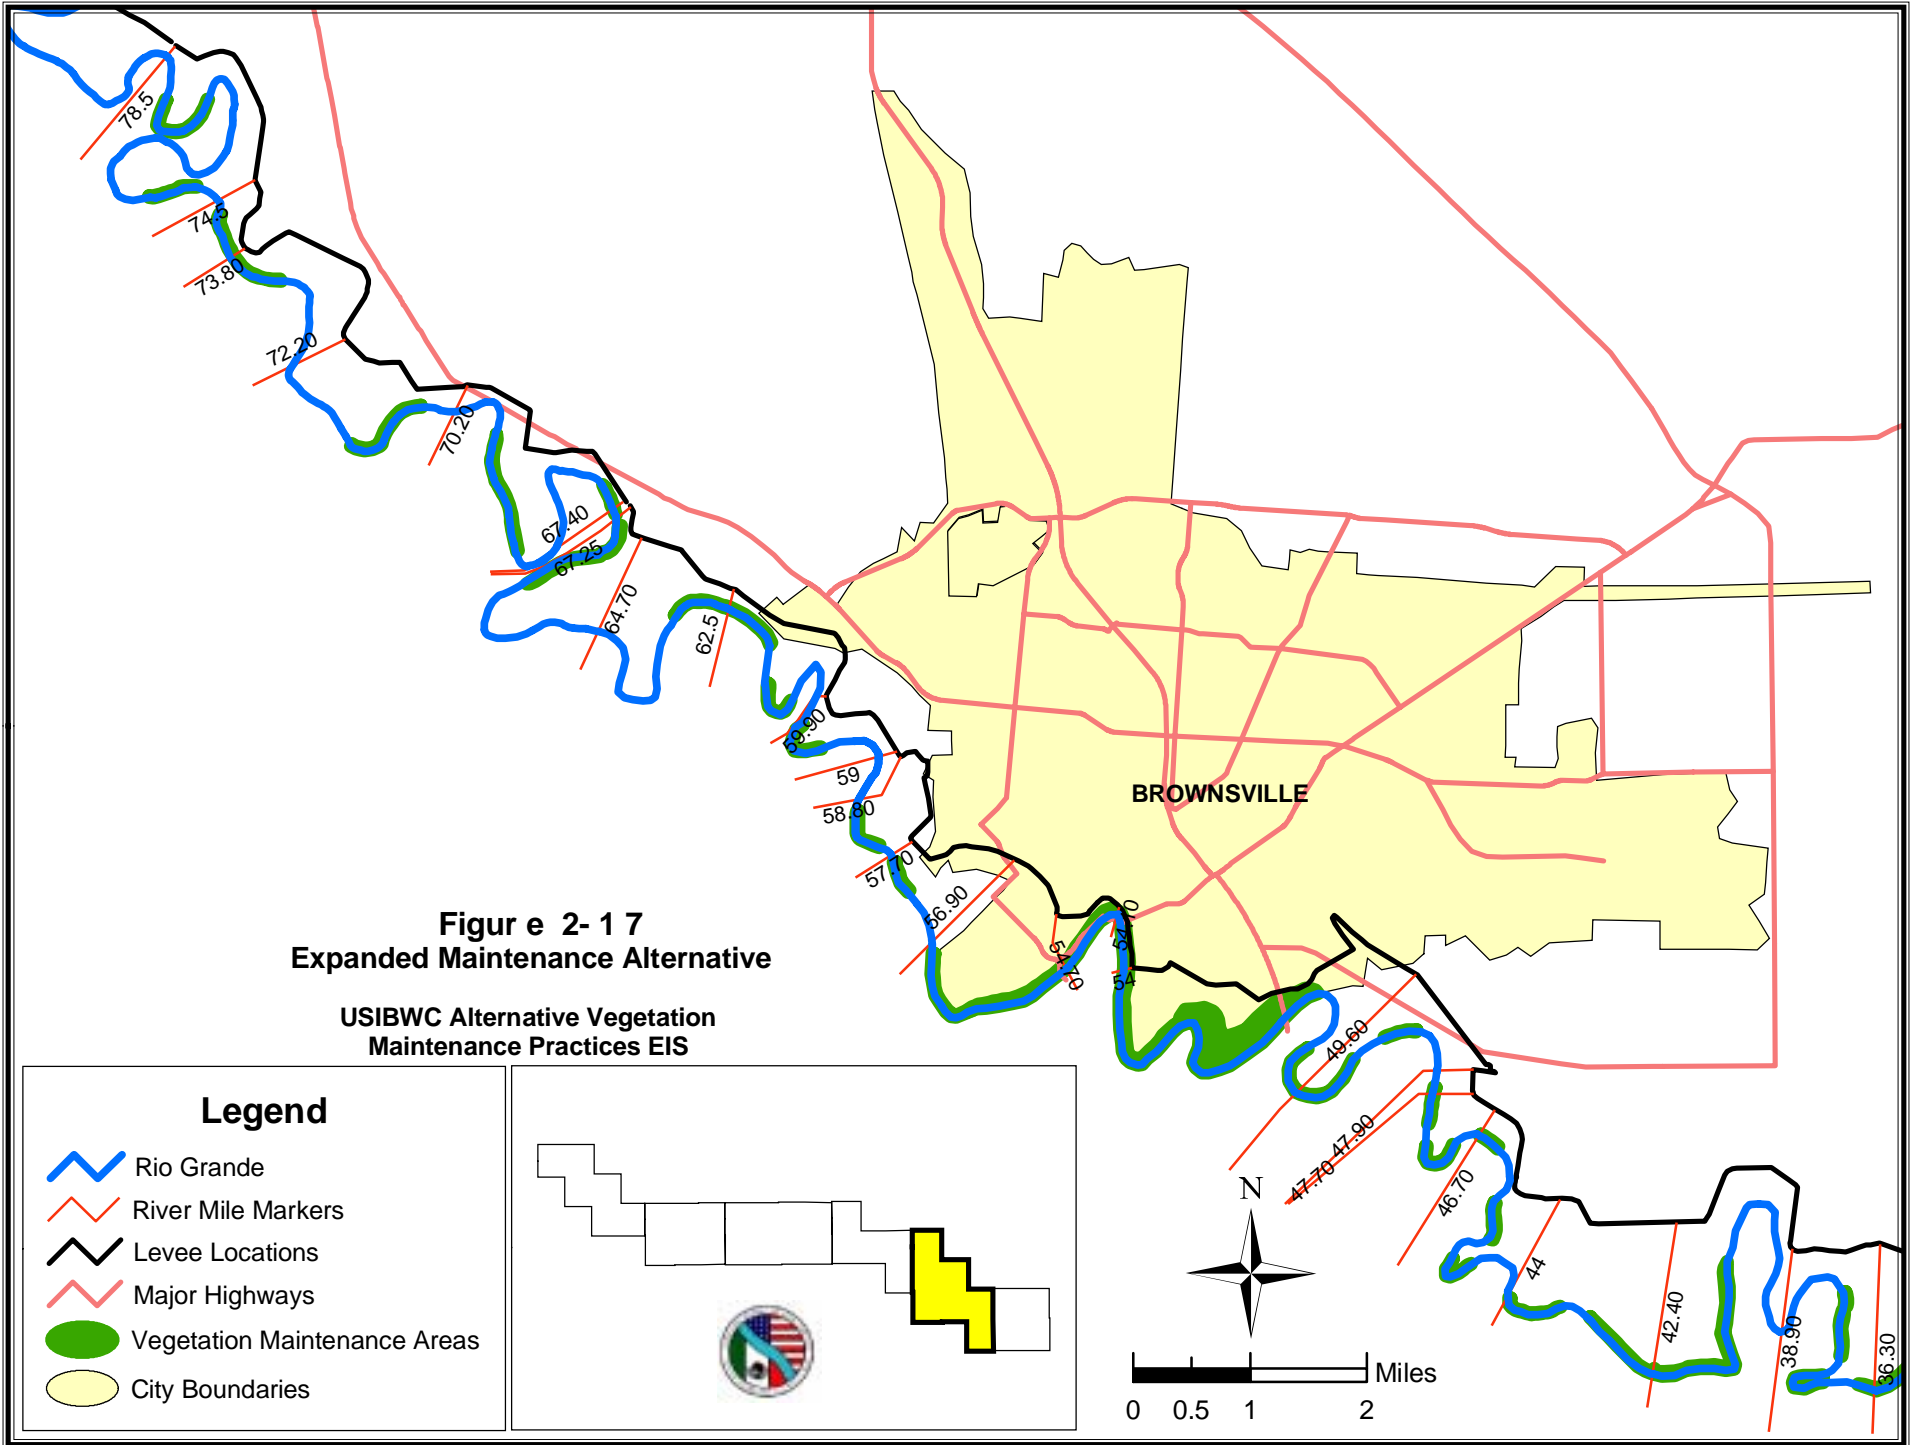 78.5
74.5
73.80
72.20
70.20
67.40
67.25
64.70
62.5
59.90
59
58.80
57.70
56.90
54.70
54.70
54
BROWNSVILLE
49.60
47.90
47.70
46.70
44
42.40
38.90
36.30
Figur e 2- 1 7
Expanded Maintenance Alternative
USIBWC Alternative Vegetation
Maintenance Practices EIS
Legend
Rio Grande
River Mile Markers
Levee Locations
Major Highways
Vegetation Maintenance Areas
City Boundaries
N
Miles
0 0.5 1 2